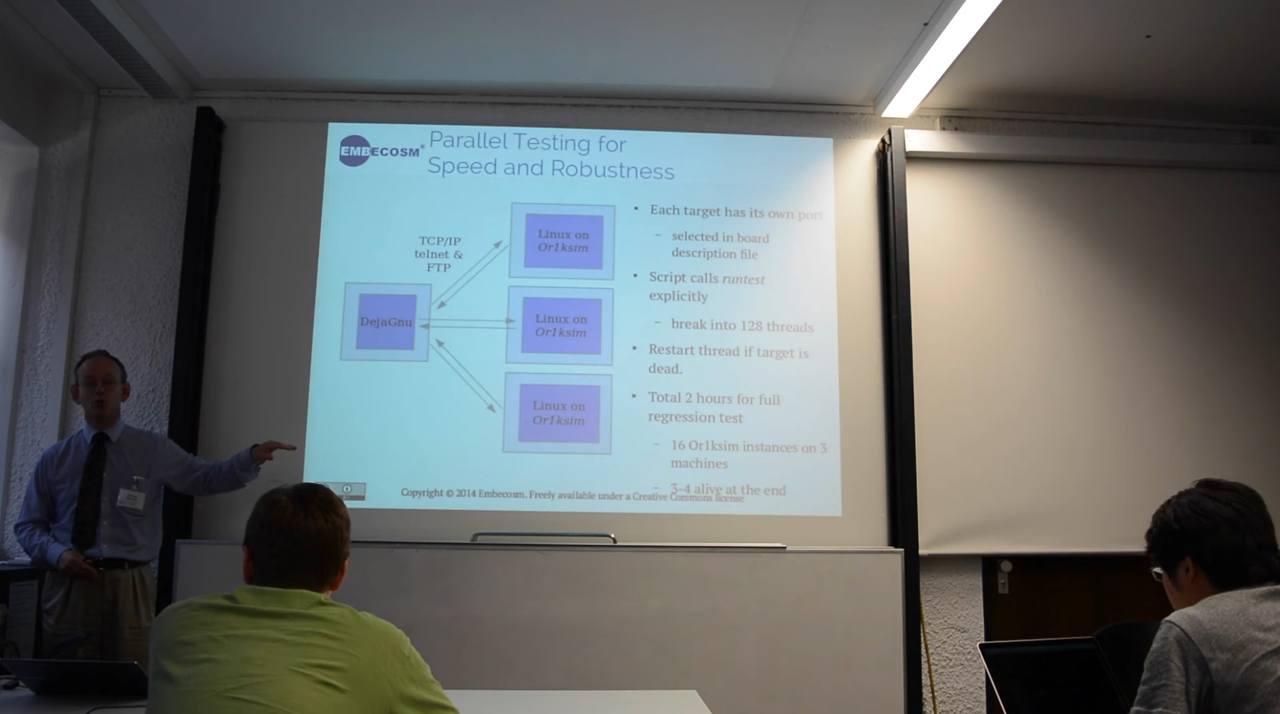 EMBECOSM®
Parallel Testing for
Speed and Robustness
TCP/IP
telnet &
FTP
DejaGnu
Linux on
Or1ksim
Linux on
Or1ksim
Linux on
Or1ksim
• Each target has its own port
– selected in board
description file
• Script calls runtest
explicitly
– break into 128 threads
• Restart thread if target is
dead.
• Total 2 hours for full
regression test
– 16 Or1ksim instances on 3
machines
– 3-4 alive at the end
Copyright © 2014 Embecosm. Freely available under a Creative Commons license